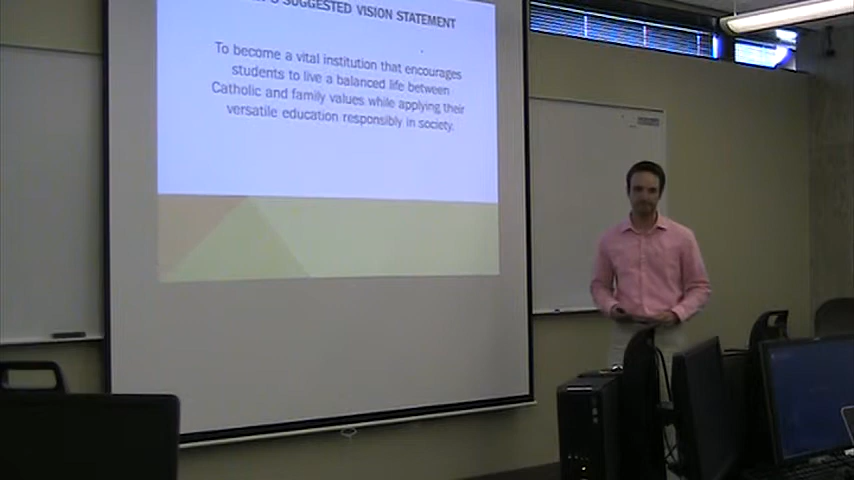 SUGGESTED VISION STATEMENT
To become a vital institution that encourages
students to live a balanced life between
Catholic and family values while applying their
versatile education responsibly in society.